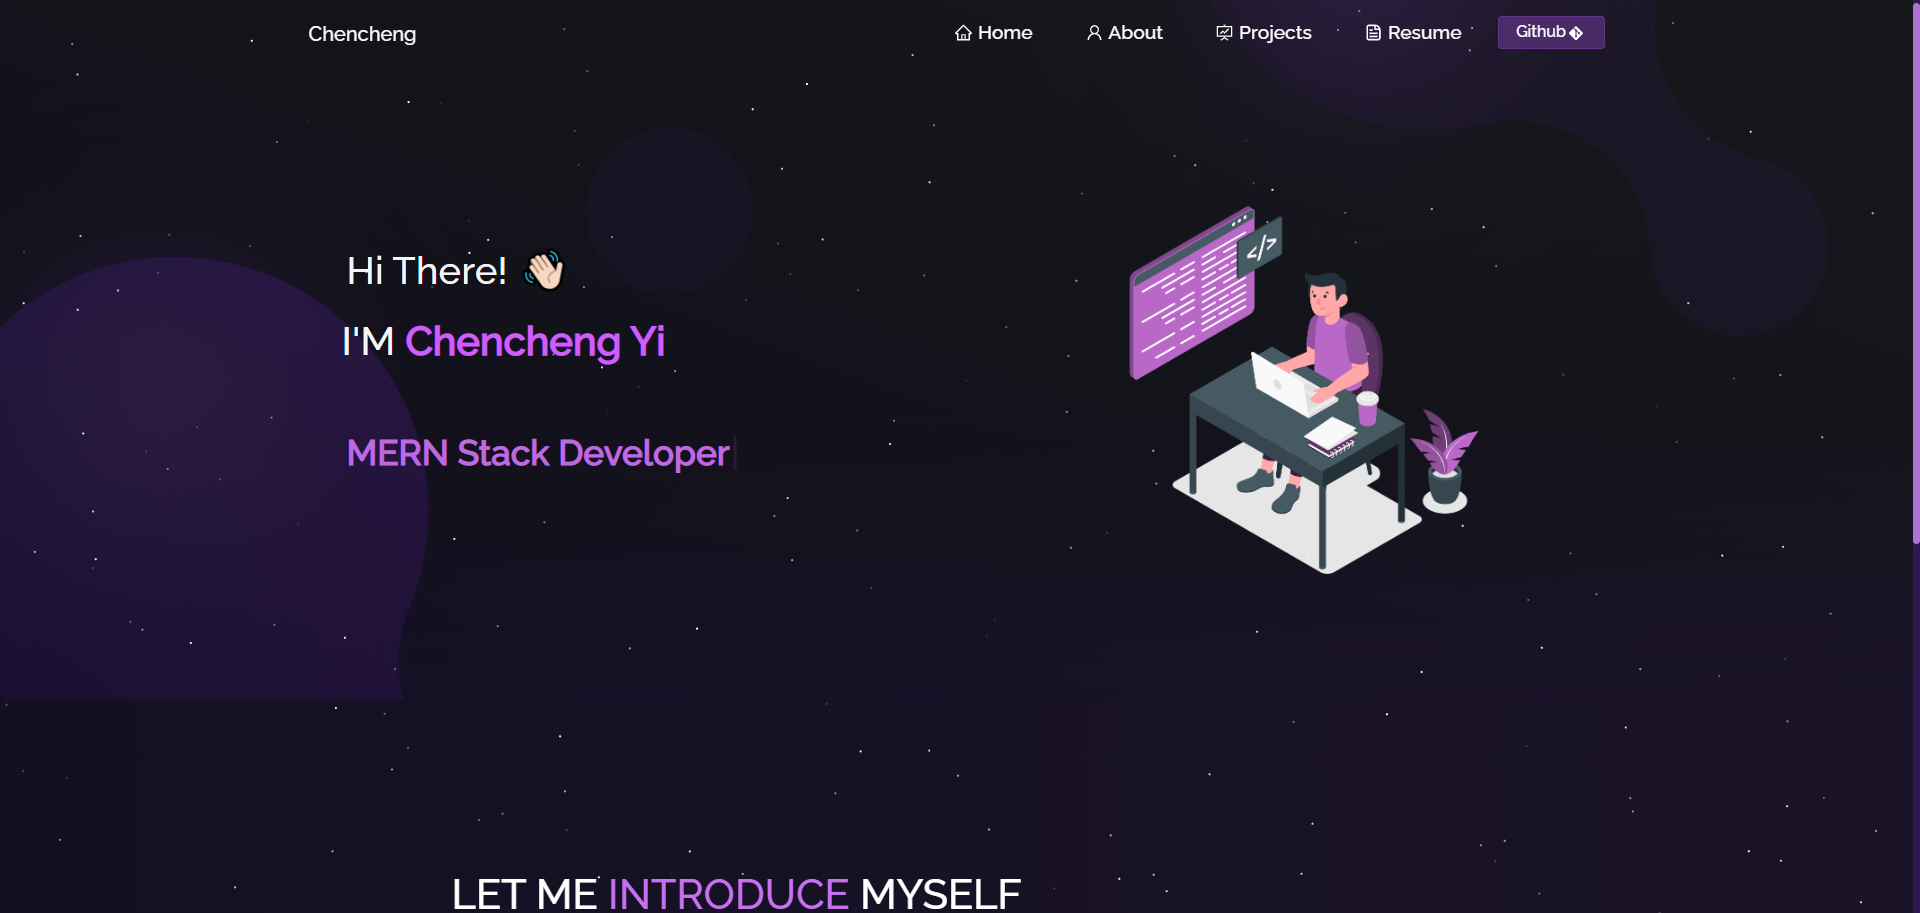 Chencheng
Home
About
Projects
Resume
Github
</>
Hi There! 👋🏻
I'M Chencheng Yi
MERN Stack Developer
LET ME INTRODUCE MYSELF